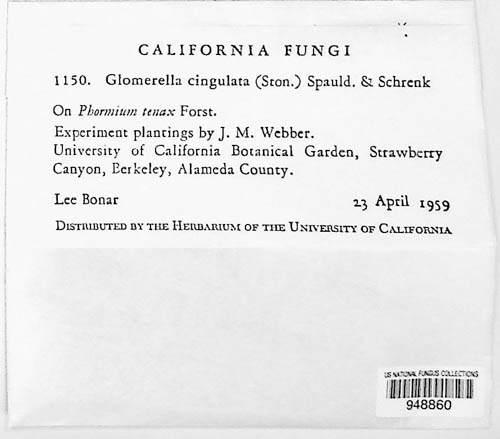 CALIFORNIA FUNGI
1150. Glomerella cingulata (Ston.) Spauld. & Schrenk
On Phormium tenax Forst.
Experiment plantings by J. M. Webber.
University of California Botanical Garden, Strawberry
Canyon, Berkeley, Alameda County.
Lee Bonar 23 April 1959
DISTRIBUTED BY THE HERBARIUM OF THE UNIVERSITY OF CALIFORNIA
US NATIONAL FUNGUS COLLECTIONS
948860